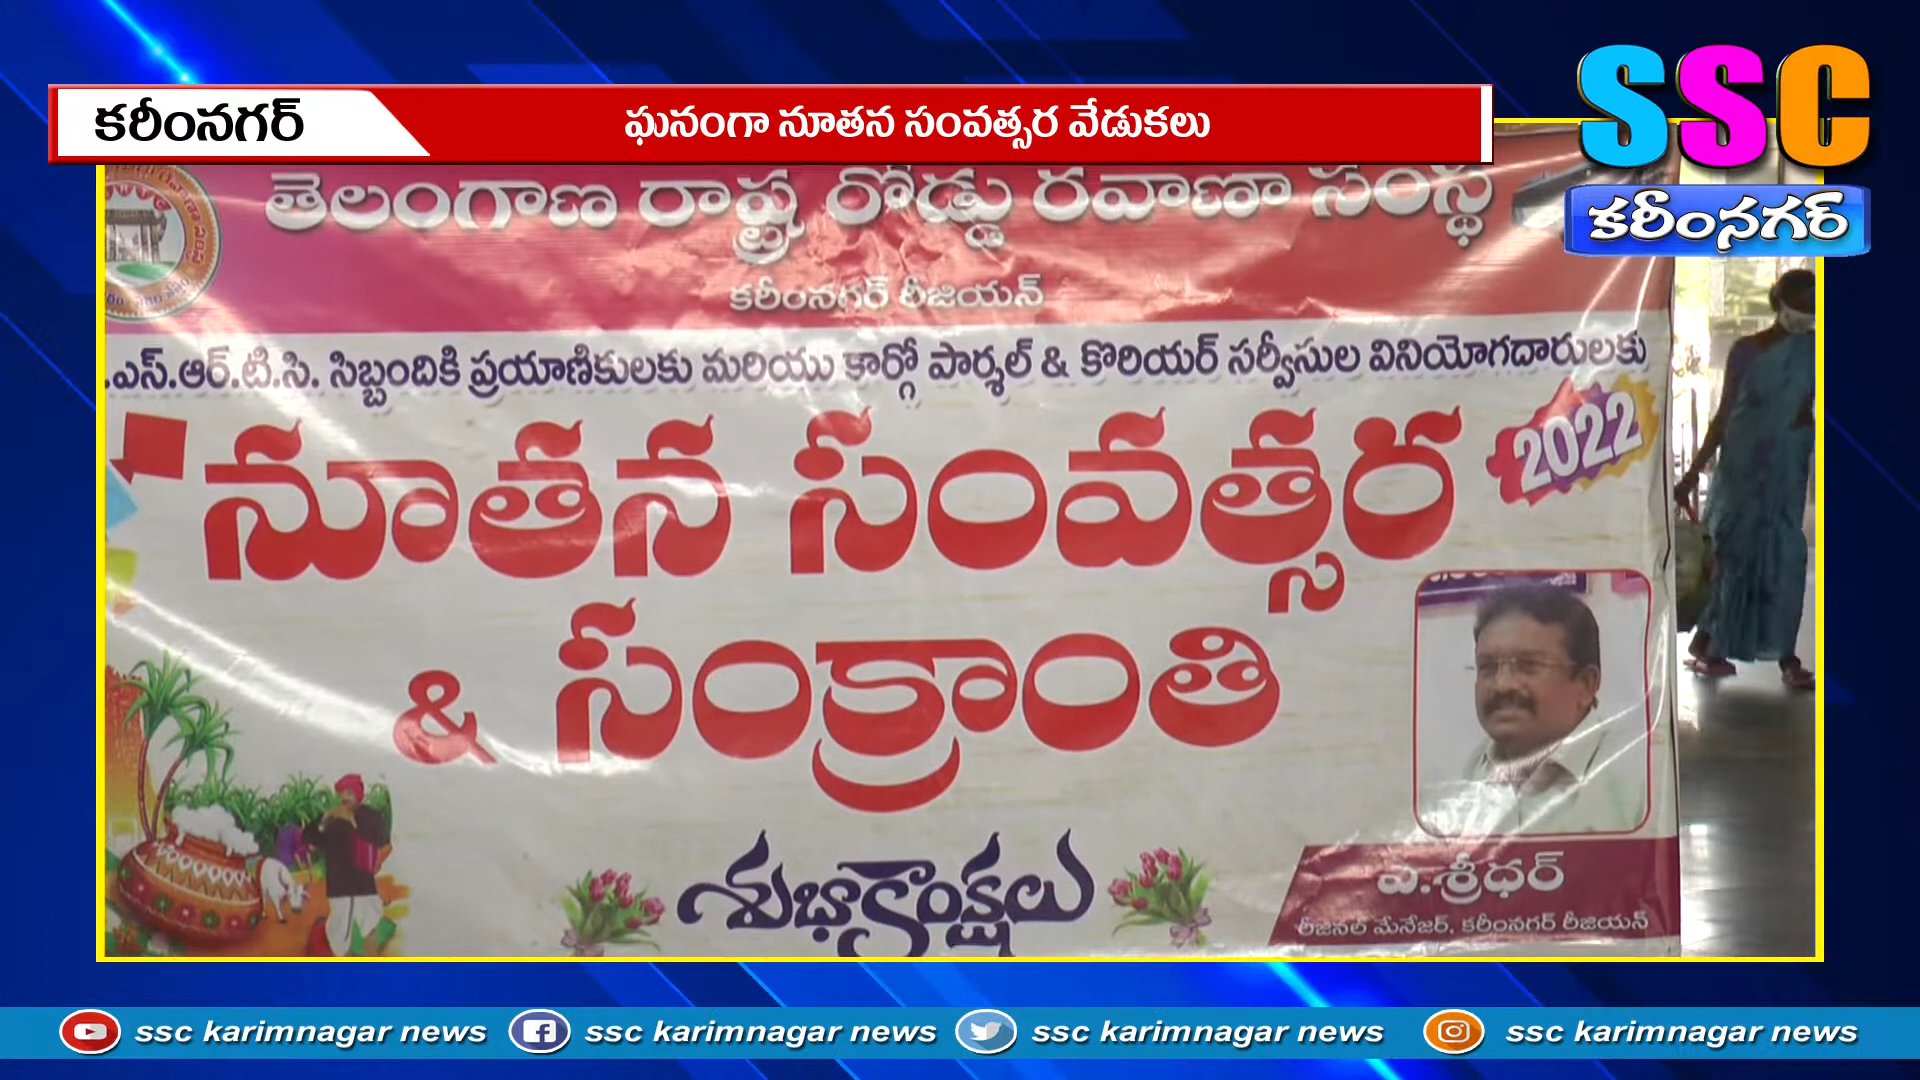 SSC
కరీంనగర్
కరీంనగర్
ఘనంగా నూతన సంవత్సర వేడుకలు
తెలంగాణ రాష్ట్ర రోడ్డు రవాణా సంస్థ
కరీంనగర్ రీజియన్
.ఎస్.ఆర్.టి.సి. సిబ్బందికి ప్రయాణికులకు మరియు కార్గో పార్శల్ & కొరియర్ సర్వీసుల వినియోగదారులకు
నూతన సంవత్సర 2022
& సంక్రాంతి
శుభాకాంక్షలు
ఎ.శ్రీధర్
రీజినల్ మేనేజర్, కరీంనగర్ రీజియన్
ssc karimnagar news ssc karimnagar news ssc karimnagar news ssc karimnagar news